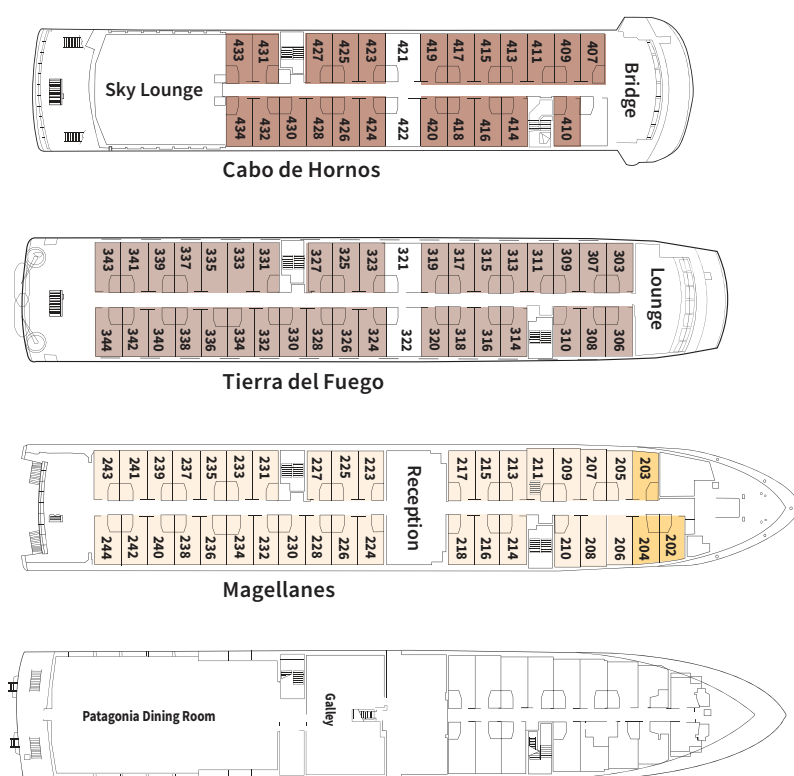 433 431 427 425 423 421 419 417 415 413 411 409 407
Sky Lounge
Bridge
434 432 430 428 426 424 422 420 418 416 414 410
Cabo de Hornos
343 341 339 337 335 333 331 327 325 323 321 319 317 315 313 311 309 307 303
Lounge
344 342 340 338 336 334 332 330 328 326 324 322 320 318 316 314 310 308 306
Tierra del Fuego
243 241 239 237 235 233 231 227 225 223 217 215 213 211 209 207 205 203
Reception
244 242 240 238 236 234 232 230 228 226 224 218 216 214 210 208 206 204 202
Magellanes
Patagonia Dining Room
Galley